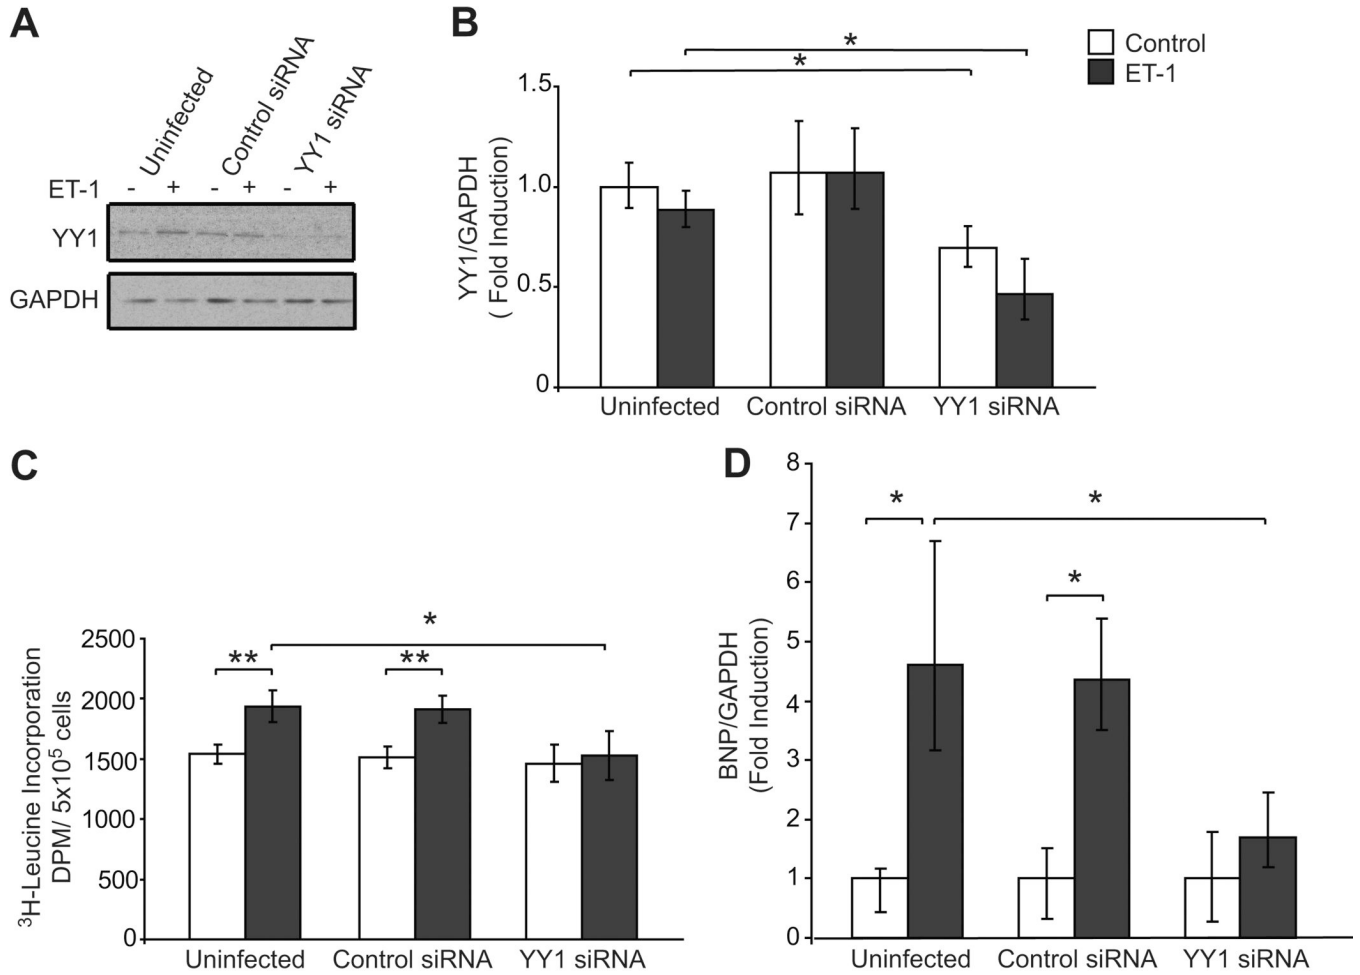 A
Uninfected
Control siRNA
YY1 siRNA
ET-1 - + - + - +
YY1
GAPDH
B
* 
*
Control
ET-1
YY1/GAPDH
( Fold Induction)
1.5
1.0
0.5
0
Uninfected Control siRNA YY1 siRNA
C
³H-Leucine Incorporation
DPM/ 5x10⁵ cells
2500
2000
1500
1000
500
0
** ** *
Uninfected Control siRNA YY1 siRNA
D
BNP/GAPDH
(Fold Induction)
8
7
6
5
4
3
2
1
0
* *
*
Uninfected Control siRNA YY1 siRNA